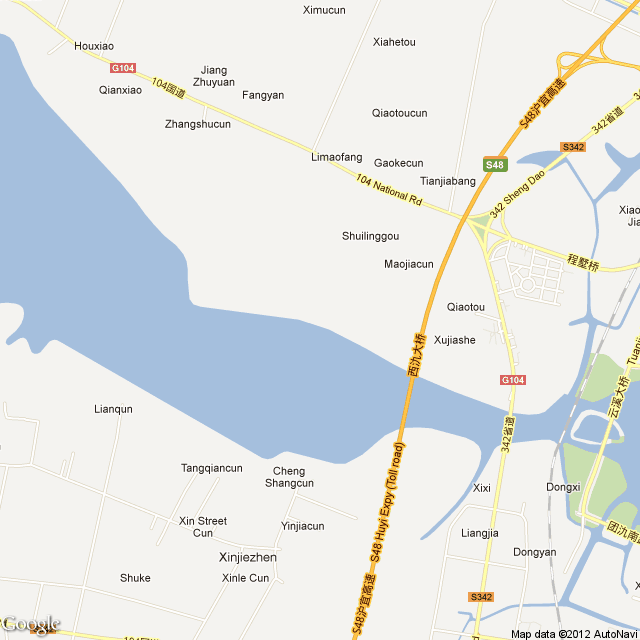 Ximucun
Houxiao
Xiahetou
G104
Jiang
Zhuyuan
104国道
Qianxiao
Fangyan
S48沪宜高速
Qiaotoucun
342省道
Zhangshucun
S342
Limaofang
Gaokecun
S48
Tianjiabang
104 National Rd
342 Sheng Dao
Xiao
Jia
Shuilinggou
Maojiacun
程墅桥
Qiaotou
Xujiashe
西氿大桥
Tuanji
G104
云溪大桥
Lianqun
342省道
Tangqiancun
Cheng
Shangcun
S48 Huyi Expy (Toll road)
Xixi
Dongxi
Xin Street
Cun
Yinjiacun
Liangjia
团氿南路
Dongyan
Xinjiezhen
Shuke
Xinle Cun
S48沪宜高速
S342
Google
Map data ©2012 AutoNavi